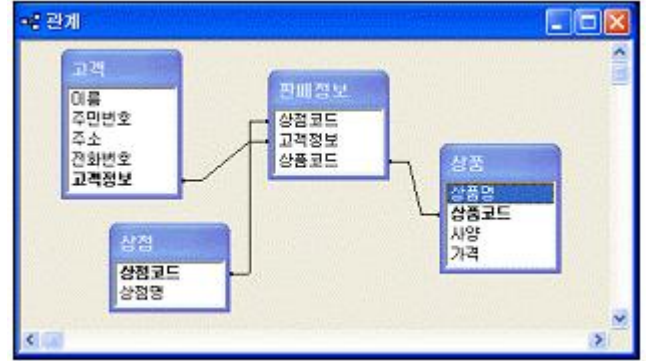 관계
고객
이름
주민번호
주소
전화번호
고객정보
판매정보
상점코드
고객정보
상품코드
상품
상품명
상품코드
사양
가격
상점
상점코드
상점명